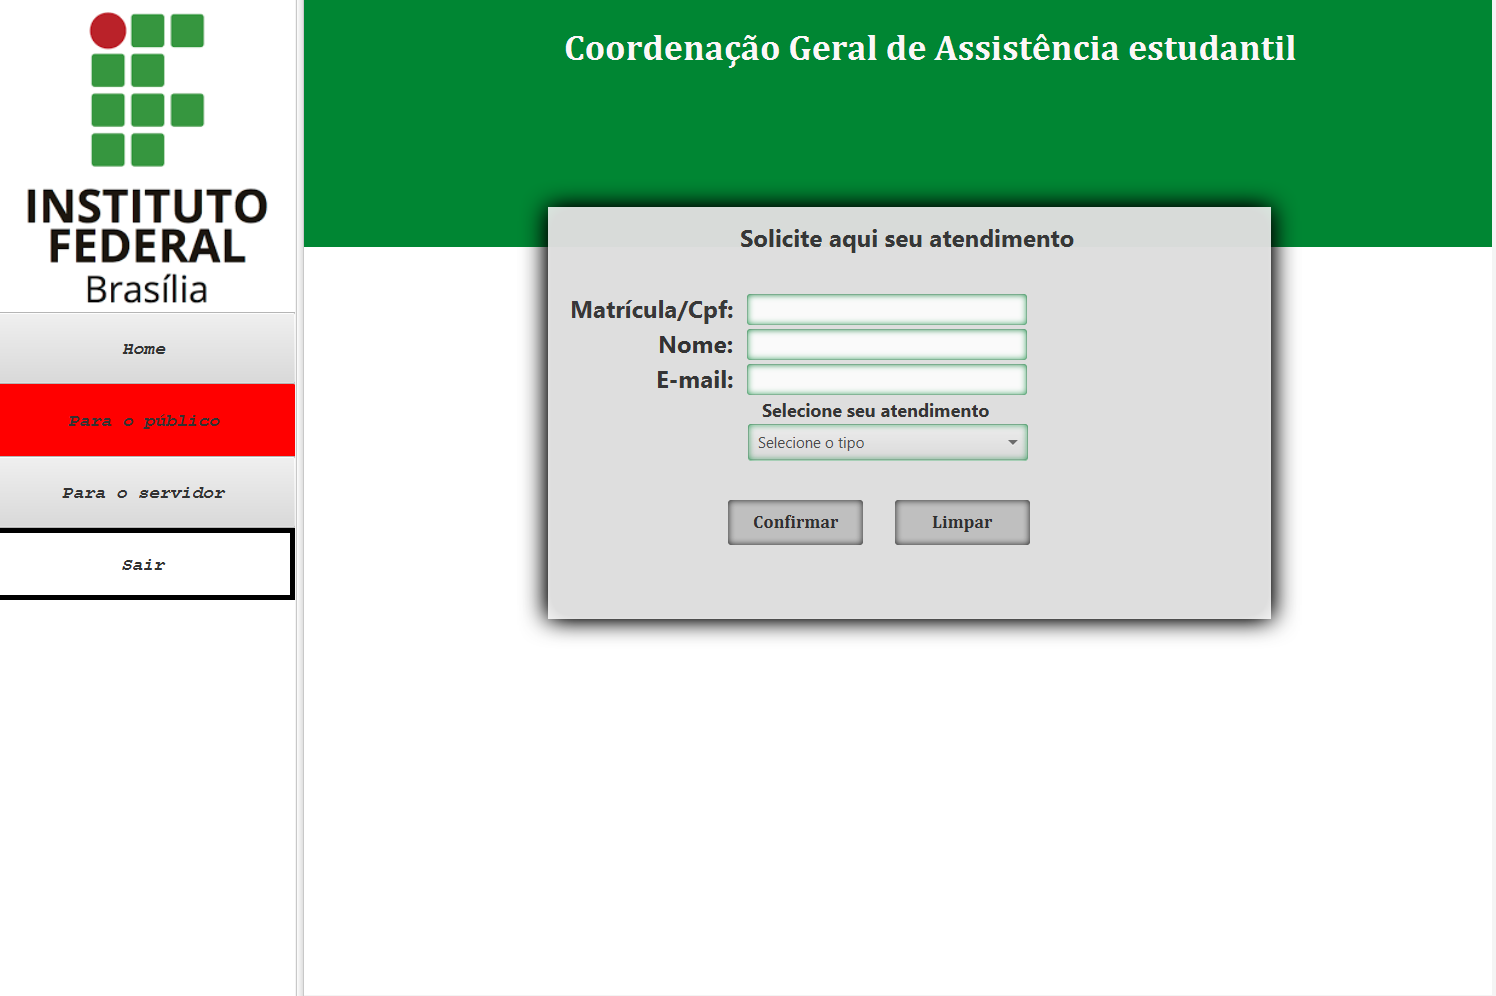 INSTITUTO
FEDERAL
Brasília
Home
Para o público
Para o servidor
Sair
Coordenação Geral de Assistência estudantil
Solicite aqui seu atendimento
Matrícula/Cpf:
Nome:
E-mail:
Selecione seu atendimento
Selecione o tipo
Confirmar
Limpar